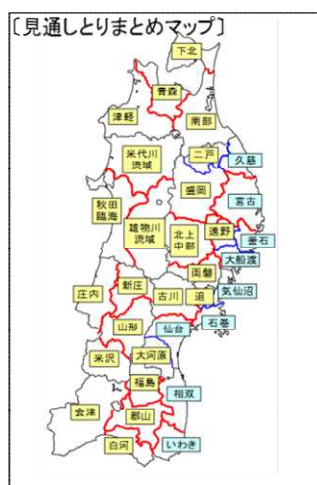 〔見通しとりまとめマップ〕
下北
青森
津軽
南部
二戸
久慈
米代川
流域
盛岡
宮古
秋田
臨海
雄物川
流域
北上
中部
遠野
釜石
大船渡
両磐
気仙沼
新庄
庄内
古川
迫
石巻
山形
仙台
米沢
大河原
福島
相双
会津
郡山
白河
いわき